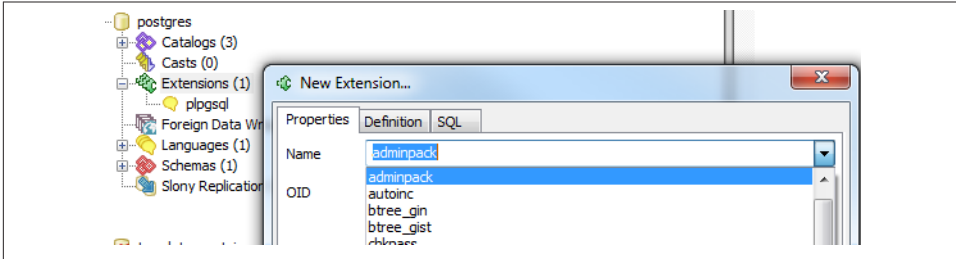 postgres
Catalogs (3)
Casts (0)
Extensions (1)
plpgsql
Foreign Data Wr
Languages (1)
Schemas (1)
Slony Replication
New Extension...
Properties
Definition
SQL
Name
adminpack
OID
adminpack
autoinc
btree_gin
btree_gist
chkpass